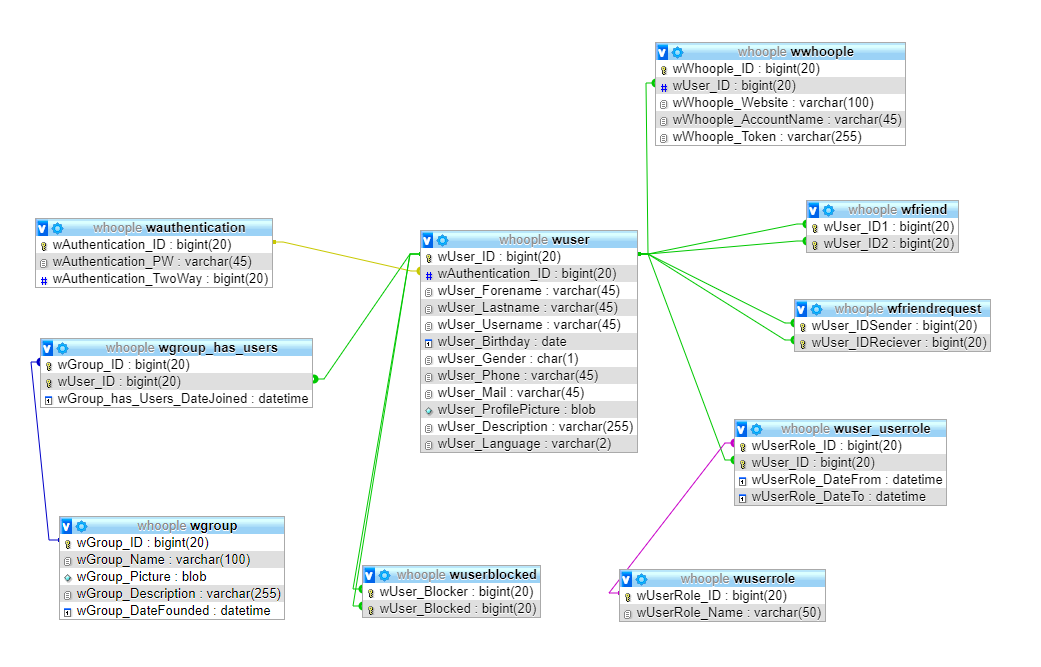 whoople wwhoople
wWhoople_ID : bigint(20)
wUser_ID : bigint(20)
wWhoople_Website : varchar(100)
wWhoople_AccountName : varchar(45)
wWhoople_Token : varchar(255)
whoople wfriend
wUser_ID1 : bigint(20)
wUser_ID2 : bigint(20)
whoople wauthentication
wAuthentication_ID : bigint(20)
wAuthentication_PW : varchar(45)
wAuthentication_TwoWay : bigint(20)
whoople wuser
wUser_ID : bigint(20)
wAuthentication_ID : bigint(20)
wUser_Forename : varchar(45)
wUser_Lastname : varchar(45)
wUser_Username : varchar(45)
wUser_Birthday : date
wUser_Gender : char(1)
wUser_Phone : varchar(45)
wUser_Mail : varchar(45)
wUser_ProfilePicture : blob
wUser_Description : varchar(255)
wUser_Language : varchar(2)
whoople wfriendrequest
wUser_IDSender : bigint(20)
wUser_IDReciever : bigint(20)
whoople wgroup_has_users
wGroup_ID : bigint(20)
wUser_ID : bigint(20)
wGroup_has_Users_DateJoined : datetime
whoople wuser_userrole
wUserRole_ID : bigint(20)
wUser_ID : bigint(20)
wUserRole_DateFrom : datetime
wUserRole_DateTo : datetime
whoople wgroup
wGroup_ID : bigint(20)
wGroup_Name : varchar(100)
wGroup_Picture : blob
wGroup_Description : varchar(255)
wGroup_DateFounded : datetime
whoople wuserblocked
wUser_Blocker : bigint(20)
wUser_Blocked : bigint(20)
whoople wuserrole
wUserRole_ID : bigint(20)
wUserRole_Name : varchar(50)